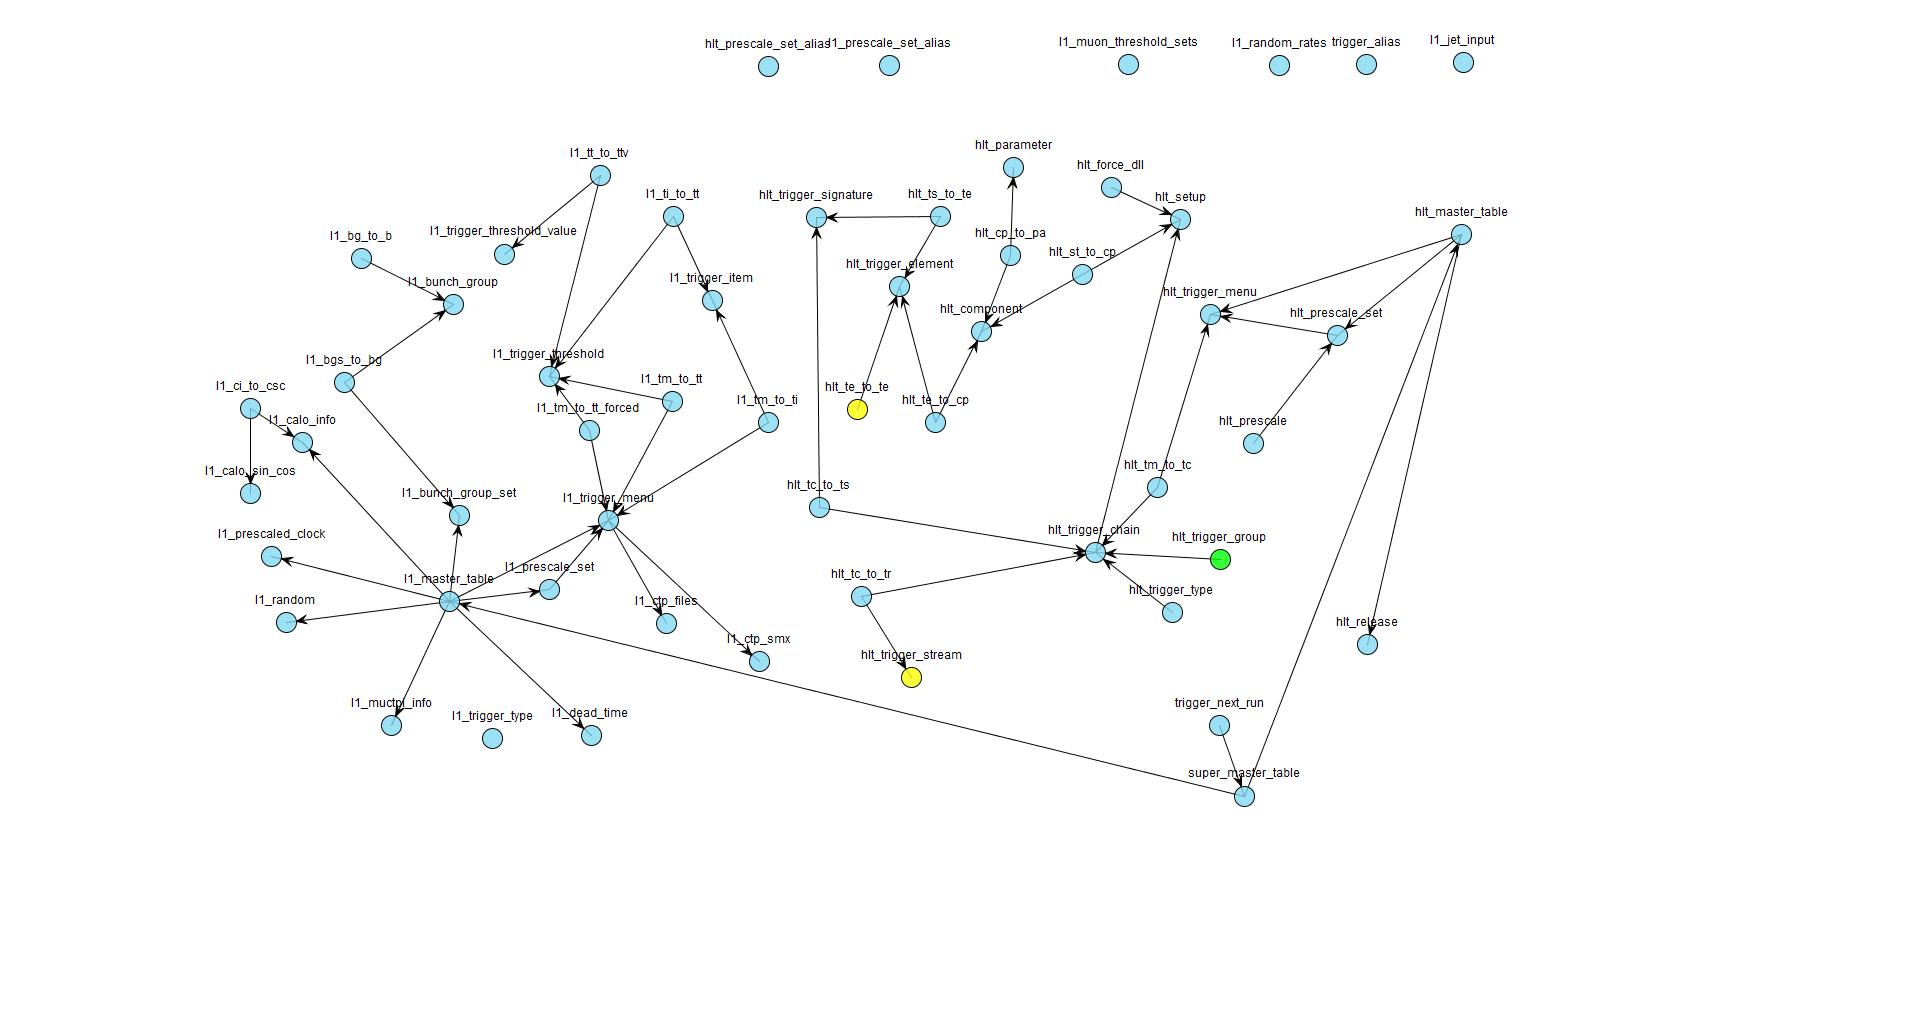 hlt_prescale_set_alias
l1_prescale_set_alias
l1_muon_threshold_sets
l1_random_rates
trigger_alias
l1_jet_input
l1_tt_to_ttv
hlt_parameter
hlt_force_dll
l1_ti_to_tt
hlt_trigger_signature
hlt_ts_to_te
hlt_setup
hlt_master_table
l1_bg_to_b
l1_trigger_threshold_value
hlt_cp_to_pa
hlt_st_to_cp
hlt_trigger_element
l1_bunch_group
l1_trigger_item
hlt_trigger_menu
hlt_component
hlt_prescale_set
l1_bgs_to_bg
l1_trigger_threshold
l1_ci_to_csc
l1_tm_to_tt
hlt_te_to_te
l1_calo_info
l1_tm_to_tt_forced
l1_tm_to_ti
hlt_te_to_cp
hlt_prescale
l1_calo_sin_cos
hlt_tm_to_tc
l1_bunch_group_set
l1_trigger_menu
hlt_tc_to_ts
l1_prescaled_clock
hlt_trigger_chain
hlt_trigger_group
l1_master_table
l1_prescale_set
hlt_tc_to_tr
l1_random
l1_ctp_files
hlt_trigger_type
hlt_release
l1_ctp_smx
hlt_trigger_stream
l1_muctpi_info
l1_trigger_type
l1_dead_time
trigger_next_run
super_master_table